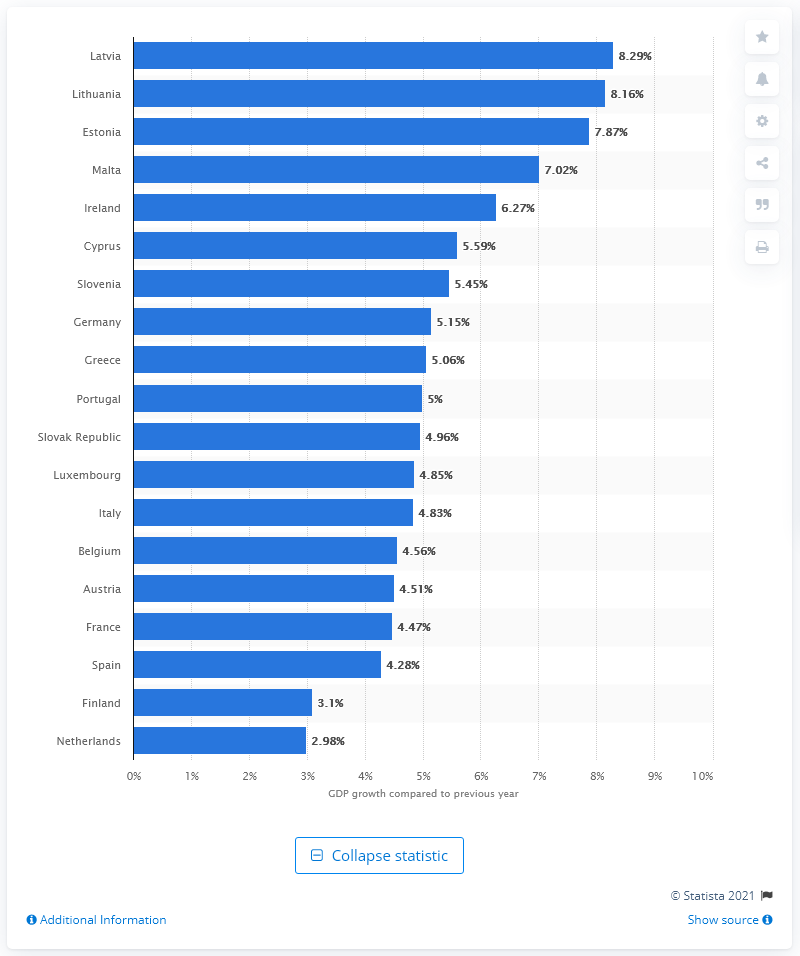 Latvia 8.29%
Lithuania 8.16%
Estonia 7.87%
Malta 7.02%
Ireland 6.27%
Cyprus 5.59%
Slovenia 5.45%
Germany 5.15%
Greece 5.06%
Portugal 5%
Slovak Republic 4.96%
Luxembourg 4.85%
Italy 4.83%
Belgium 4.56%
Austria 4.51%
France 4.47%
Spain 4.28%
Finland 3.1%
Netherlands 2.98%
0% 1% 2% 3% 4% 5% 6% 7% 8% 9% 10%
GDP growth compared to previous year
Collapse statistic
© Statista 2021
Additional Information Show source